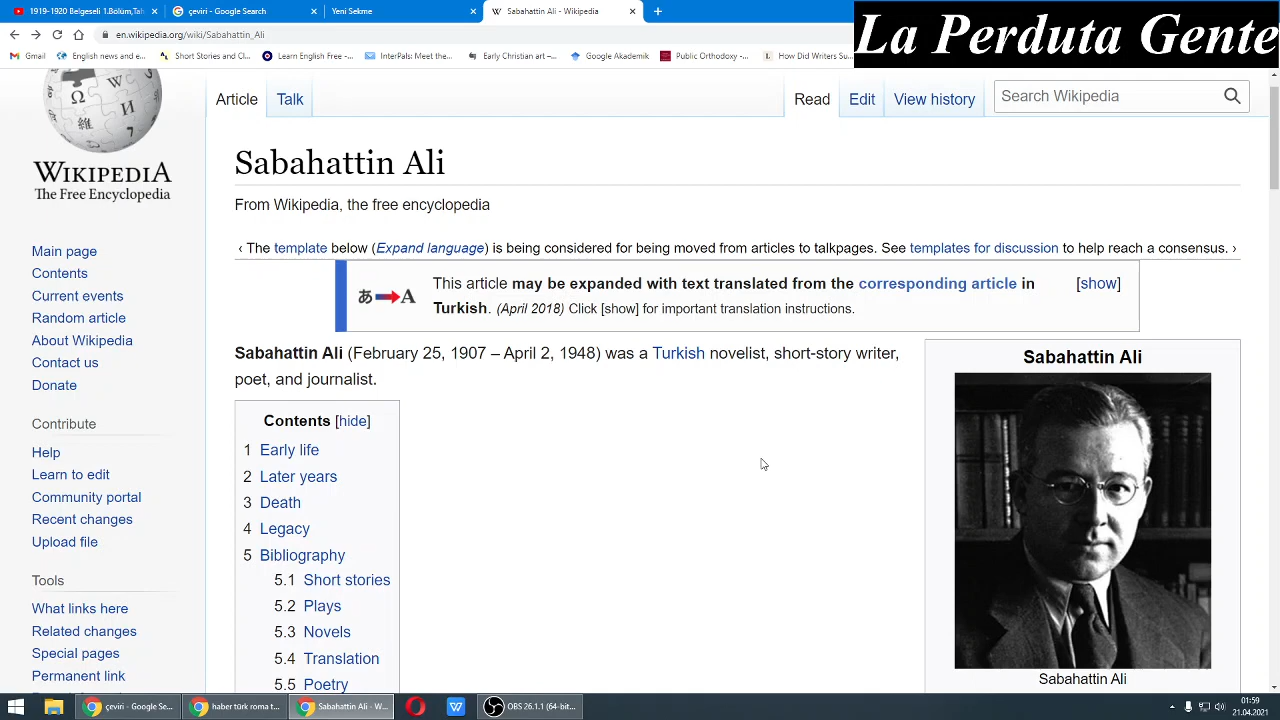 1919-1920 Belgeseli 1.Bölüm,Tah
çeviri - Google Search
Yeni Sekme
Sabahattin Ali - Wikipedia
La Perduta Gente
en.wikipedia.org/wiki/Sabahattin_Ali
Gmail
English news and e...
Short Stories and Cl...
Learn English Free -...
InterPals: Meet the...
Early Christian art –...
Google Akademik
Public Orthodoxy -...
How Did Writers Su...
Article
Talk
Read
Edit
View history
Search Wikipedia
WIKIPEDIA
The Free Encyclopedia
Main page
Contents
Current events
Random article
About Wikipedia
Contact us
Donate
Contribute
Help
Learn to edit
Community portal
Recent changes
Upload file
Tools
What links here
Related changes
Special pages
Permanent link
Sabahattin Ali
From Wikipedia, the free encyclopedia
‹ The template below (Expand language) is being considered for being moved from articles to talkpages. See templates for discussion to help reach a consensus. ›
This article may be expanded with text translated from the corresponding article in
[show]
Turkish. (April 2018) Click [show] for important translation instructions.
あ A
Sabahattin Ali (February 25, 1907 – April 2, 1948) was a Turkish novelist, short-story writer,
poet, and journalist.
Contents [hide]
1 Early life
2 Later years
3 Death
4 Legacy
5 Bibliography
5.1 Short stories
5.2 Plays
5.3 Novels
5.4 Translation
5.5 Poetry
Sabahattin Ali
Sabahattin Ali
çeviri - Google Se...
haber türk roma t...
Sabahattin Ali - W...
OBS 26.1.1 (64-bit...
01:59
21.04.2021